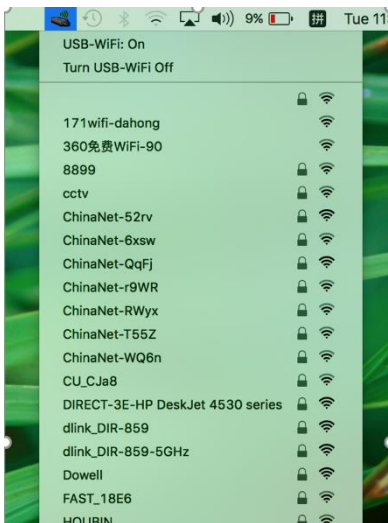 9% 拼 Tue 11
USB-WiFi: On
Turn USB-WiFi Off
171wifi-dahong
360免费WiFi-90
8899
cctv
ChinaNet-52rv
ChinaNet-6xsw
ChinaNet-QqFj
ChinaNet-r9WR
ChinaNet-RWyx
ChinaNet-T55Z
ChinaNet-WQ6n
CU_CJa8
DIRECT-3E-HP DeskJet 4530 series
dlink_DIR-859
dlink_DIR-859-5GHz
Dowell
FAST_18E6
HOUBIN